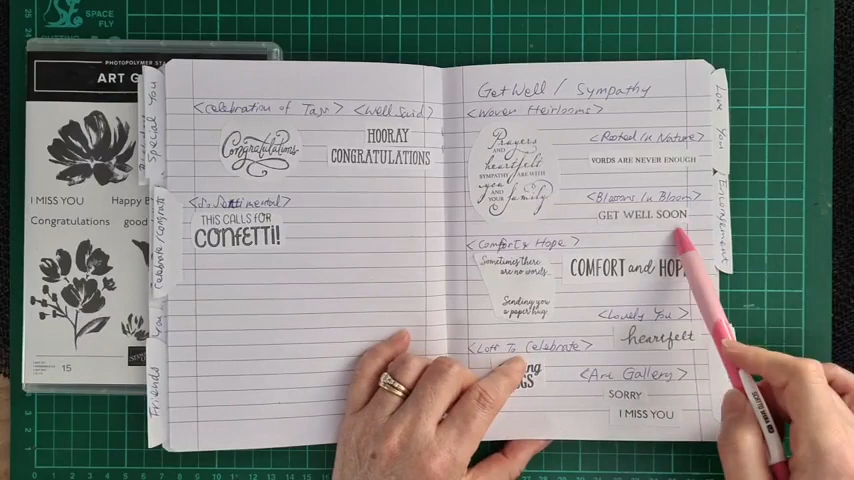 SPACE
FLY
PHOTOPOLYMER
ART
I MISS YOU
Happy
Congratulations
good
15
Special You
Celebrate/Congrats
Friends
You
<Celebration of Tags>
Congratulations
<Well Said>
HOORAY
CONGRATULATIONS
THIS CALLS FOR
CONFETTI!
Get Well / Sympathy
<Woven Heirlooms>
Prayers
AND
heartfelt
SYMPATHY ARE WITH
you
AND
YOUR family
<Rooted In Nature>
WORDS ARE NEVER ENOUGH
<Blossoms In Bloom>
GET WELL SOON
<Comfort & Hope>
Sometimes there
are no words...
Sending you
a paper hug.
COMFORT and
<Lovely You>
heartfelt
<Lots To Celebrate>
<Art Gallery>
SORRY
I MISS YOU
Love You
Encouragement